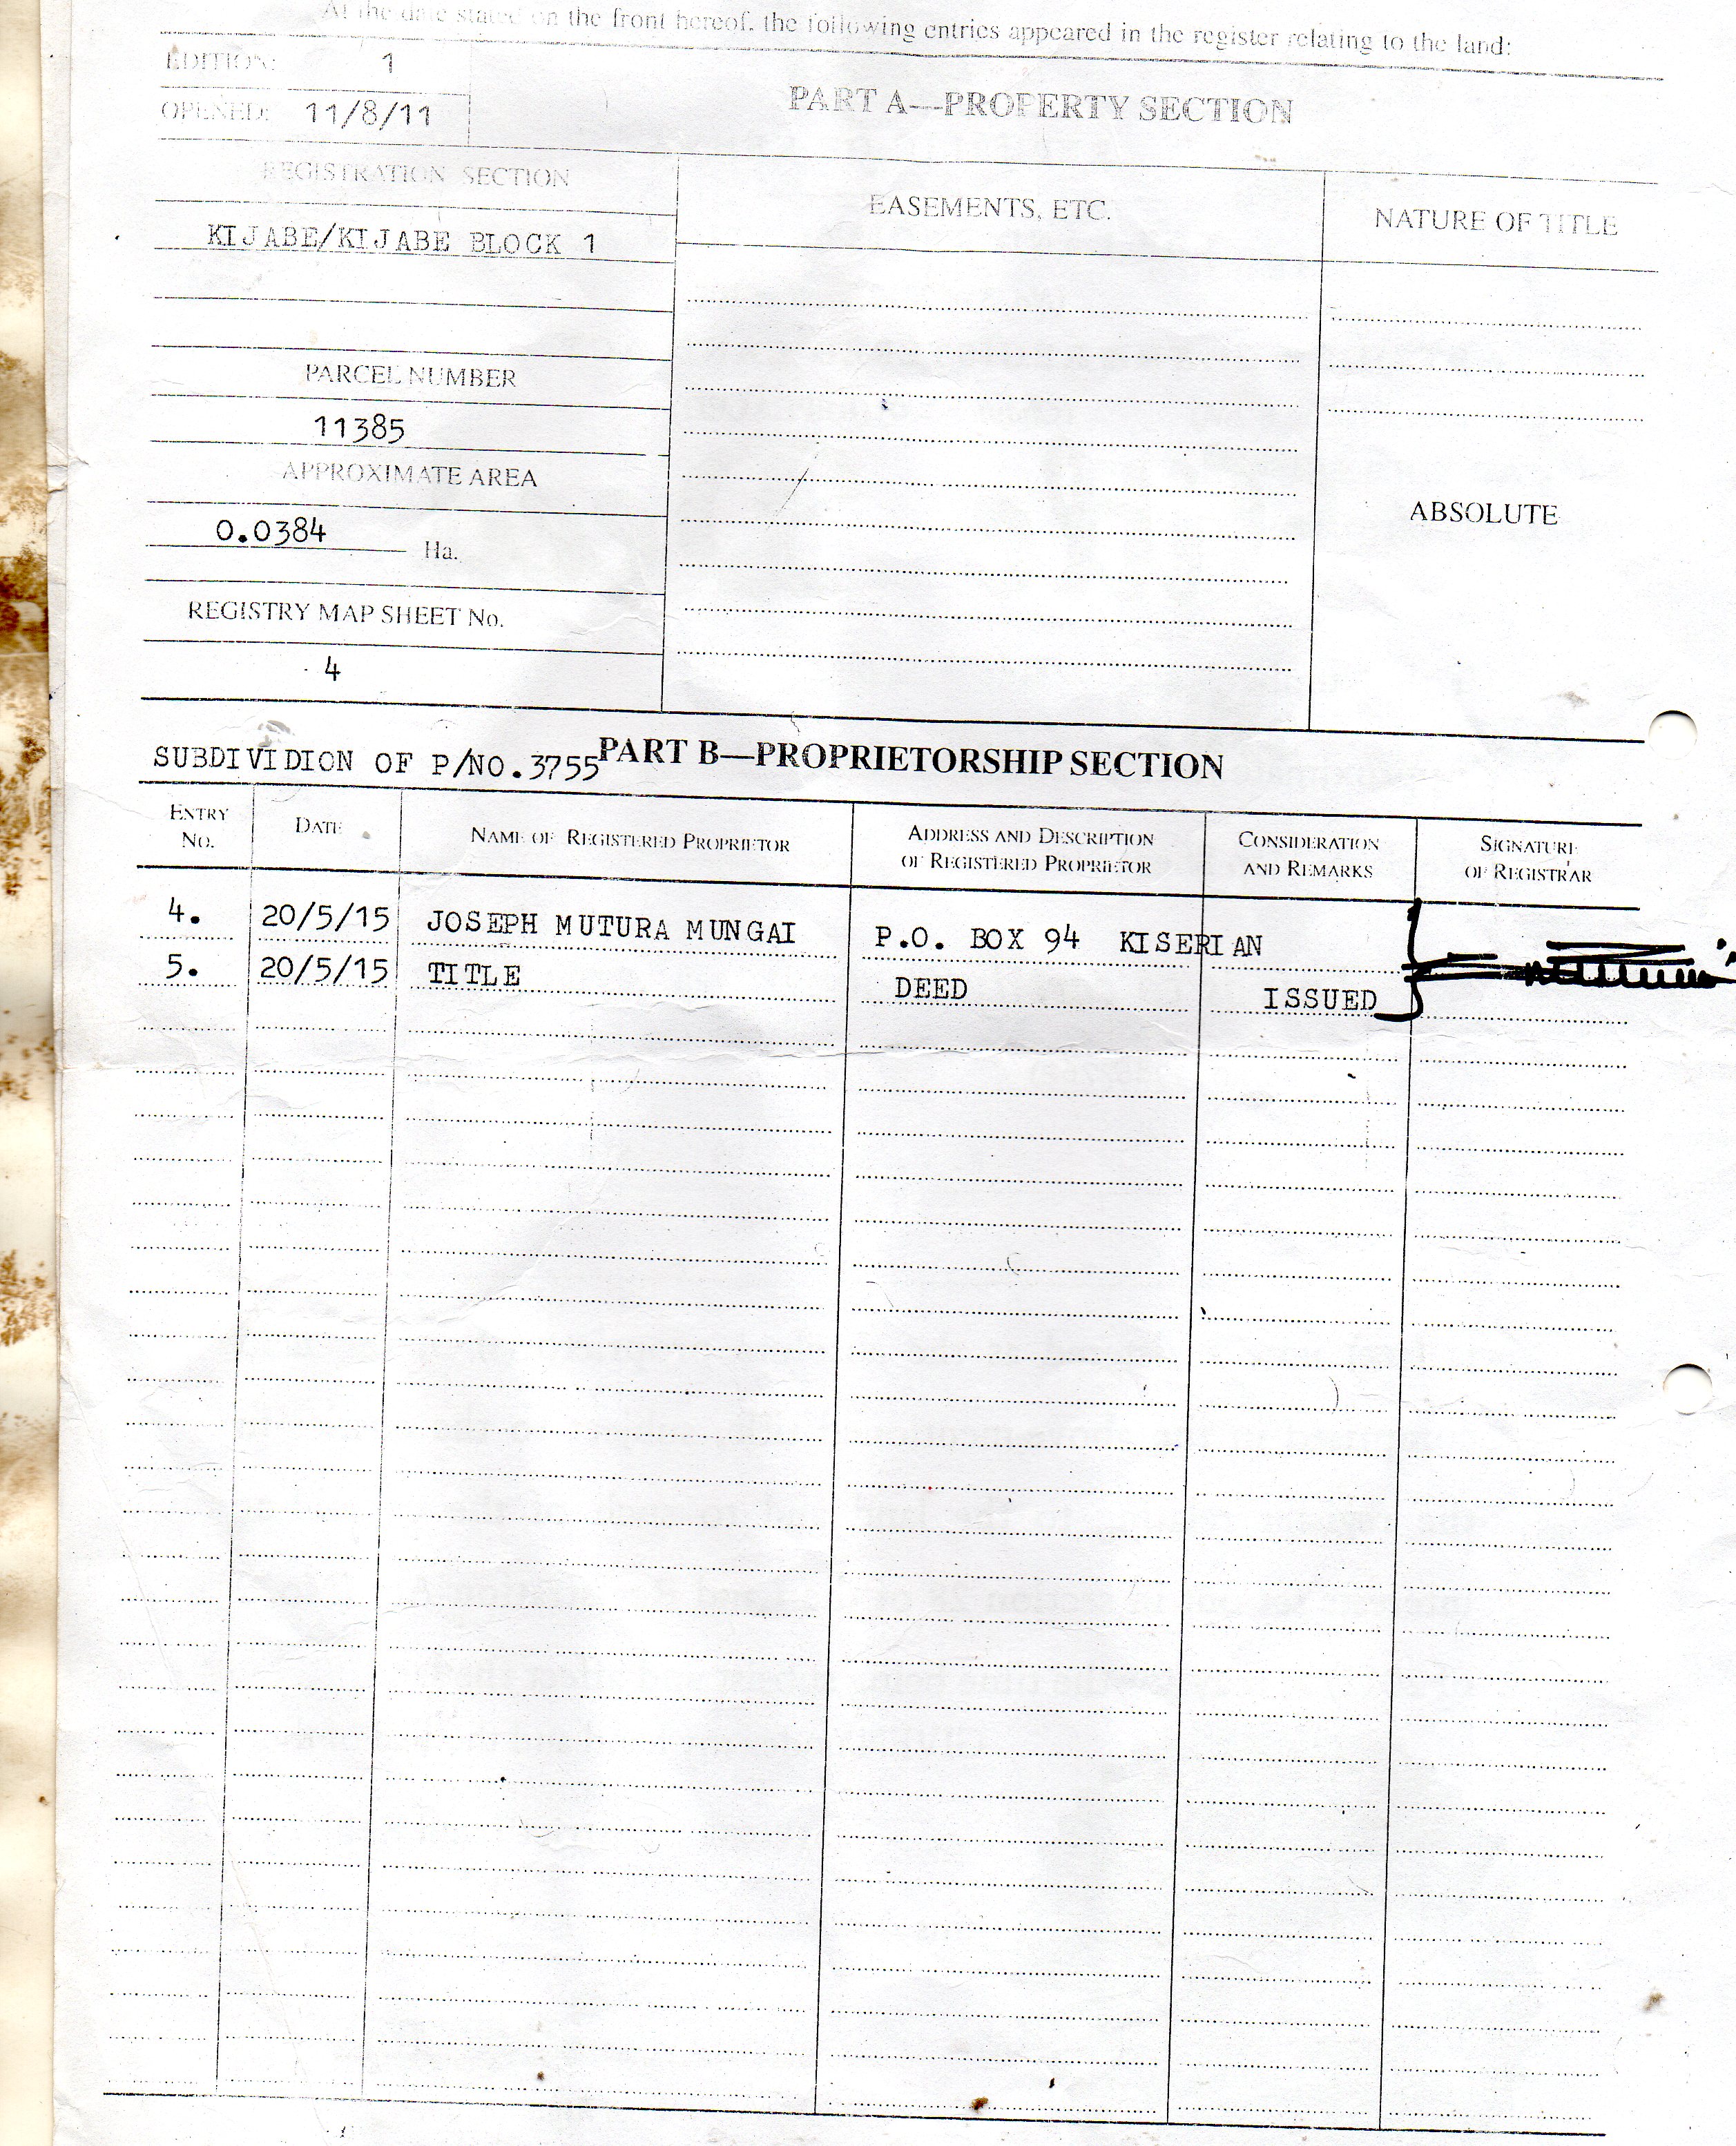 At the date stated on the front hereof, the following entries appeared in the register relating to the land:
EDITION: 1
OPENED: 11/8/11
PART A—PROPERTY SECTION
REGISTRATION SECTION
KIJABE/KIJABE BLOCK 1
EASEMENTS, ETC.
NATURE OF TITLE
PARCEL NUMBER
11385
APPROXIMATE AREA
0.0384 Ha.
ABSOLUTE
REGISTRY MAP SHEET No.
4
SUBDIVIDION OF P/NO.3755
PART B—PROPRIETORSHIP SECTION
ENTRY No.
DATE
NAME OF REGISTERED PROPRIETOR
ADDRESS AND DESCRIPTION
OF REGISTERED PROPRIETOR
CONSIDERATION
AND REMARKS
SIGNATURE
OF REGISTRAR
4. 20/5/15 JOSEPH MUTURA MUNGAI P.O. BOX 94 KISERIAN
5. 20/5/15 TITLE DEED ISSUED